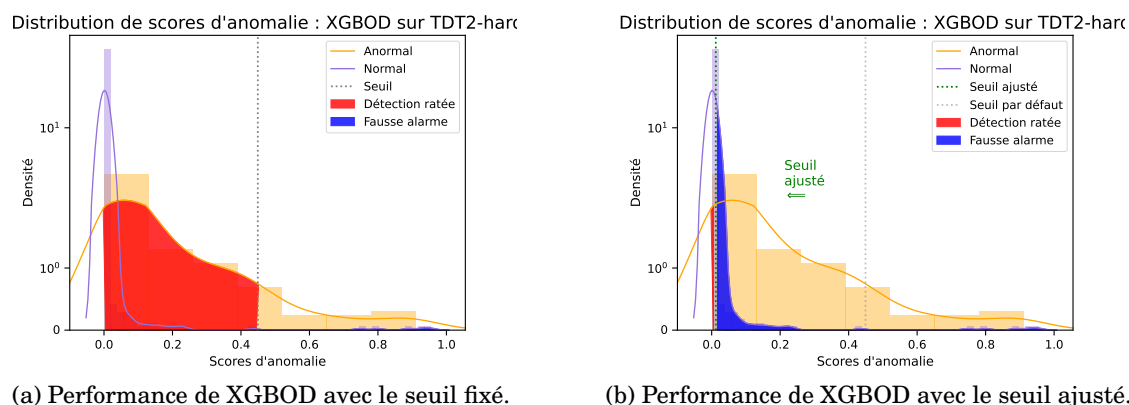 Distribution de scores d'anomalie : XGBOD sur TDT2-hard
Anormal
Normal
Seuil
Détection ratée
Fausse alarme
Densité
10¹
10⁰
0
0.0 0.2 0.4 0.6 0.8 1.0
Scores d'anomalie
(a) Performance de XGBOD avec le seuil fixé.
Distribution de scores d'anomalie : XGBOD sur TDT2-hard
Anormal
Normal
Seuil ajusté
Seuil par défaut
Détection ratée
Fausse alarme
Seuil
ajusté
⟸
Densité
10¹
10⁰
0
0.0 0.2 0.4 0.6 0.8 1.0
Scores d'anomalie
(b) Performance de XGBOD avec le seuil ajusté.